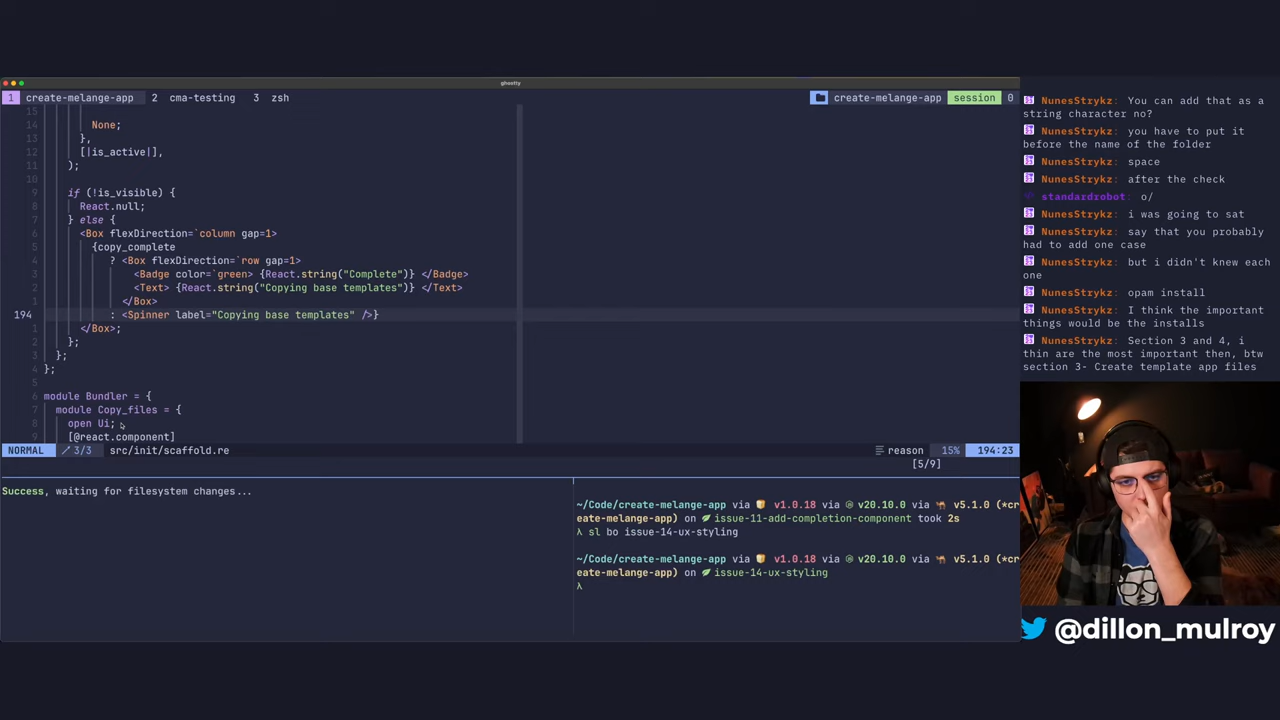 ghostty
1 create-melange-app 2 cma-testing 3 zsh
create-melange-app session 0
15
14 None;
13 },
12 [|is_active|],
11 );
10
9 if (!is_visible) {
8 React.null;
7 } else {
6 <Box flexDirection=`column gap=1>
5 {copy_complete
4 ? <Box flexDirection=`row gap=1>
3 <Badge color=`green> {React.string("Complete")} </Badge>
2 <Text> {React.string("Copying base templates")} </Text>
1 </Box>
194 : <Spinner label="Copying base templates" />}
1 </Box>;
2 };
3 };
4 };
5
6 module Bundler = {
7 module Copy_files = {
8 open Ui;
9 [@react.component]
NORMAL 3/3 src/init/scaffold.re reason 15% 194:23
[5/9]
Success, waiting for filesystem changes...
~/Code/create-melange-app via v1.0.18 via v20.10.0 via v5.1.0 (*cr
eate-melange-app) on issue-11-add-completion-component took 2s
λ sl bo issue-14-ux-styling
~/Code/create-melange-app via v1.0.18 via v20.10.0 via v5.1.0 (*cr
eate-melange-app) on issue-14-ux-styling
λ
NunesStrykz: You can add that as a
string character no?
NunesStrykz: you have to put it
before the name of the folder
NunesStrykz: space
NunesStrykz: after the check
standardrobot: o/
NunesStrykz: i was going to sat
NunesStrykz: say that you probably
had to add one case
NunesStrykz: but i didn't knew each
one
NunesStrykz: opam install
NunesStrykz: I think the important
things would be the installs
NunesStrykz: Section 3 and 4, i
thin are the most important then, btw
section 3- Create template app files
@dillon_mulroy